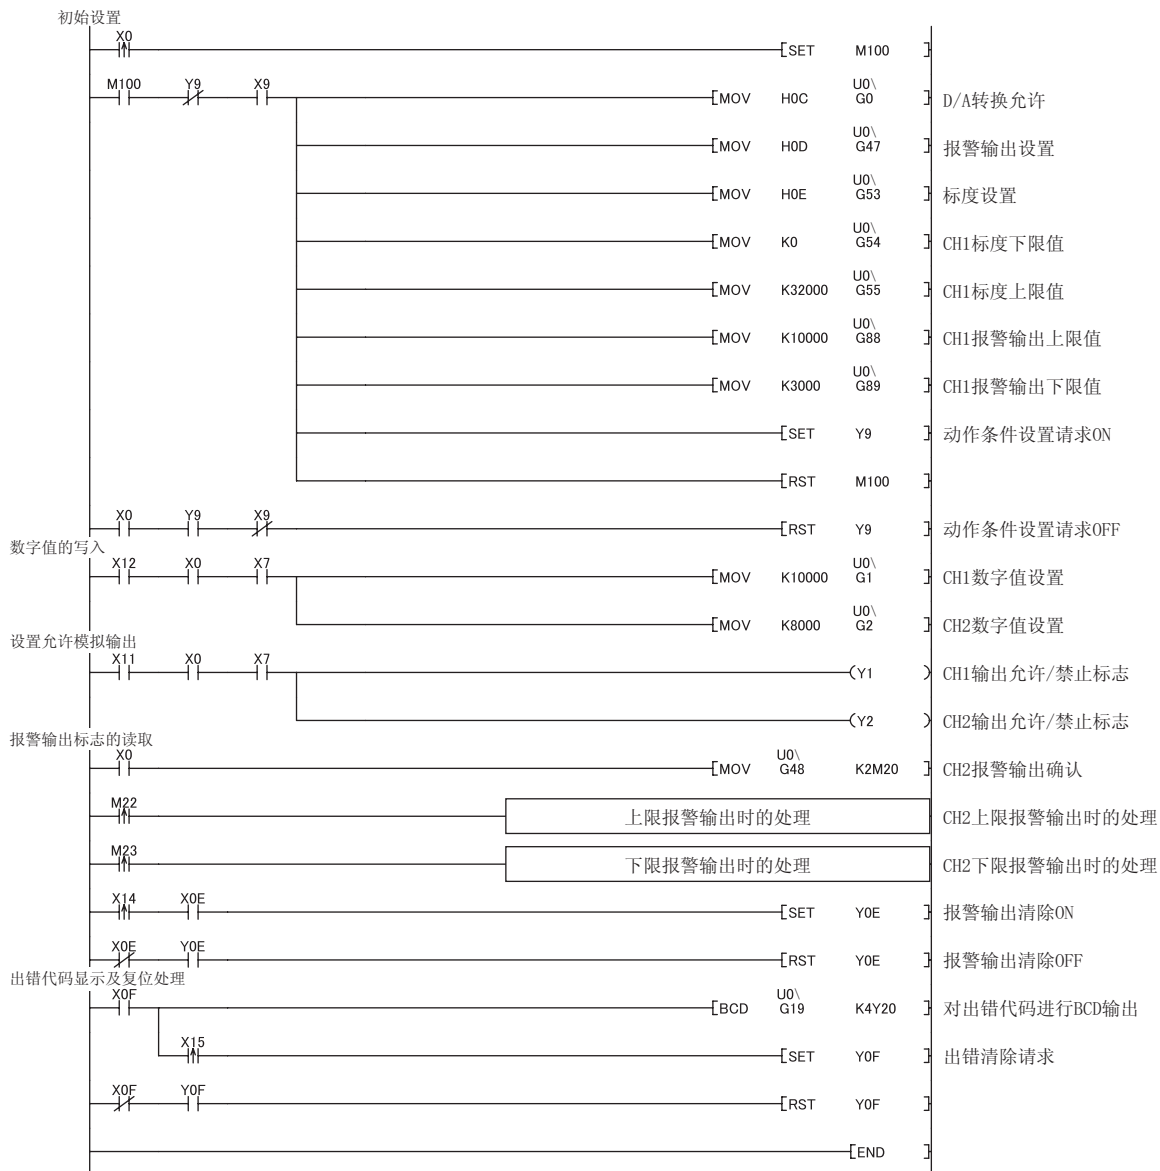 初始设置
X0
SET M100
M100 Y9 X9
MOV H0C U0\G0 D/A转换允许
MOV H0D U0\G47 报警输出设置
MOV H0E U0\G53 标度设置
MOV K0 U0\G54 CH1标度下限值
MOV K32000 U0\G55 CH1标度上限值
MOV K10000 U0\G88 CH1报警输出上限值
MOV K3000 U0\G89 CH1报警输出下限值
SET Y9 动作条件设置请求ON
RST M100
X0 Y9 X9
RST Y9 动作条件设置请求OFF
数字值的写入
X12 X0 X7
MOV K10000 U0\G1 CH1数字值设置
MOV K8000 U0\G2 CH2数字值设置
设置允许模拟输出
X11 X0 X7
Y1 CH1输出允许/禁止标志
Y2 CH2输出允许/禁止标志
报警输出标志的读取
X0
MOV U0\G48 K2M20 CH2报警输出确认
M22
上限报警输出时的处理 CH2上限报警输出时的处理
M23
下限报警输出时的处理 CH2下限报警输出时的处理
X14 X0E
SET Y0E 报警输出清除ON
X0E Y0E
RST Y0E 报警输出清除OFF
出错代码显示及复位处理
X0F
BCD U0\G19 K4Y20 对出错代码进行BCD输出
X15
SET Y0F 出错清除请求
X0F Y0F
RST Y0F
END